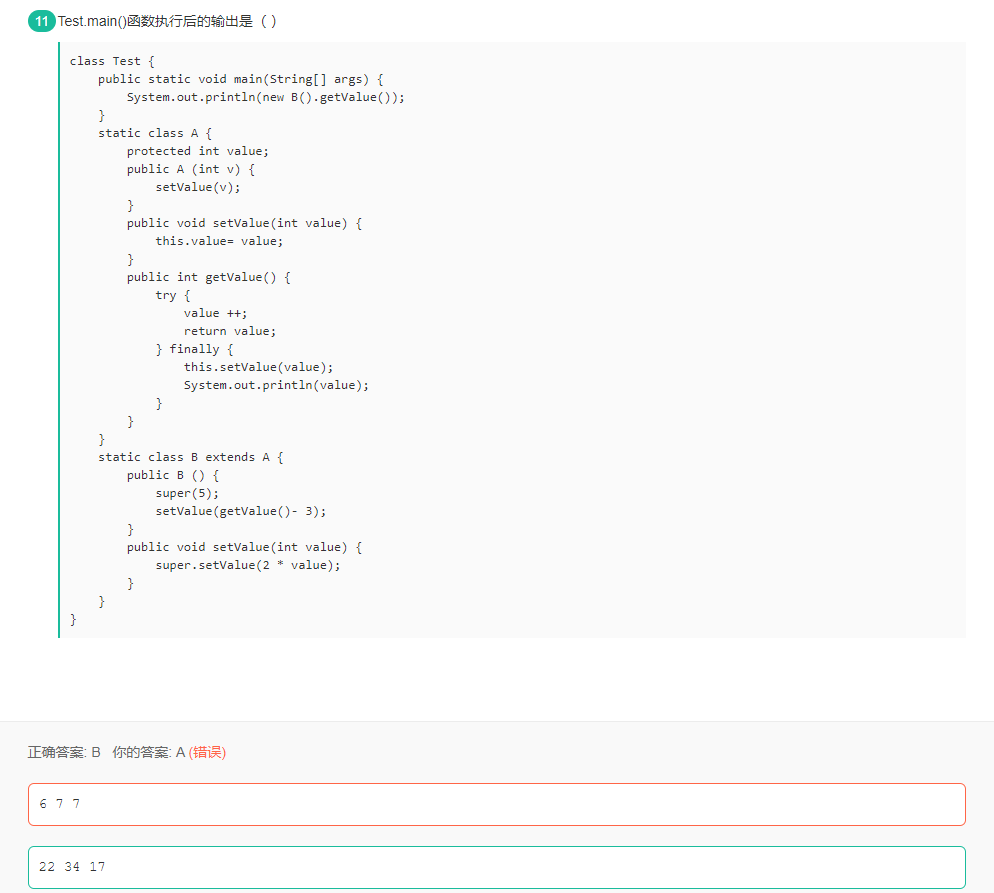 11 Test.main()函数执行后的输出是（ ）
class Test {
    public static void main(String[] args) {
        System.out.println(new B().getValue());
    }
    static class A {
        protected int value;
        public A (int v) {
            setValue(v);
        }
        public void setValue(int value) {
            this.value= value;
        }
        public int getValue() {
            try {
                value ++;
                return value;
            } finally {
                this.setValue(value);
                System.out.println(value);
            }
        }
    }
    static class B extends A {
        public B () {
            super(5);
            setValue(getValue()- 3);
        }
        public void setValue(int value) {
            super.setValue(2 * value);
        }
    }
}
正确答案: B 你的答案: A (错误)
6 7 7
22 34 17